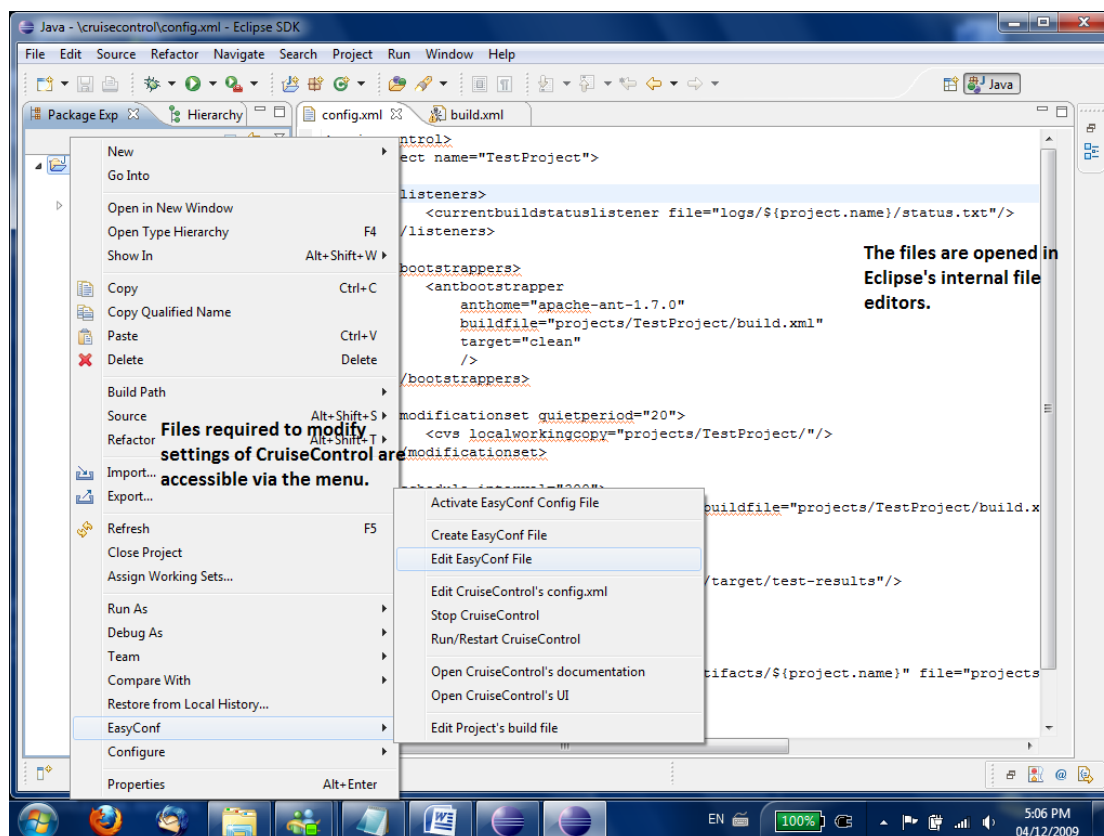 Java - \cruisecontrol\config.xml - Eclipse SDK
File Edit Source Refactor Navigate Search Project Run Window Help
Java
Package Exp Hierarchy
config.xml build.xml
New
Go Into
Open in New Window
Open Type Hierarchy F4
Show In Alt+Shift+W
Copy Ctrl+C
Copy Qualified Name
Paste Ctrl+V
Delete Delete
Build Path
Source Alt+Shift+S
Refactor Alt+Shift+T
Import...
Export...
Refresh F5
Close Project
Assign Working Sets...
Run As
Debug As
Team
Compare With
Restore from Local History...
EasyConf
Configure
Properties Alt+Enter
Files required to modify
settings of CruiseControl are
accessible via the menu.
Activate EasyConf Config File
Create EasyConf File
Edit EasyConf File
Edit CruiseControl's config.xml
Stop CruiseControl
Run/Restart CruiseControl
Open CruiseControl's documentation
Open CruiseControl's UI
Edit Project's build file
ntrol>
ect name="TestProject">
listeners>
<currentbuildstatuslistener file="logs/${project.name}/status.txt"/>
/listeners>
bootstrappers>
<antbootstrapper
anthome="apache-ant-1.7.0"
buildfile="projects/TestProject/build.xml"
target="clean"
/>
/bootstrappers>
modificationset quietperiod="20">
<cvs localworkingcopy="projects/TestProject/"/>
/modificationset>
buildfile="projects/TestProject/build.x
/target/test-results"/>
tifacts/${project.name}" file="projects
The files are opened in
Eclipse's internal file
editors.
EN 100% 5:06 PM
04/12/2009